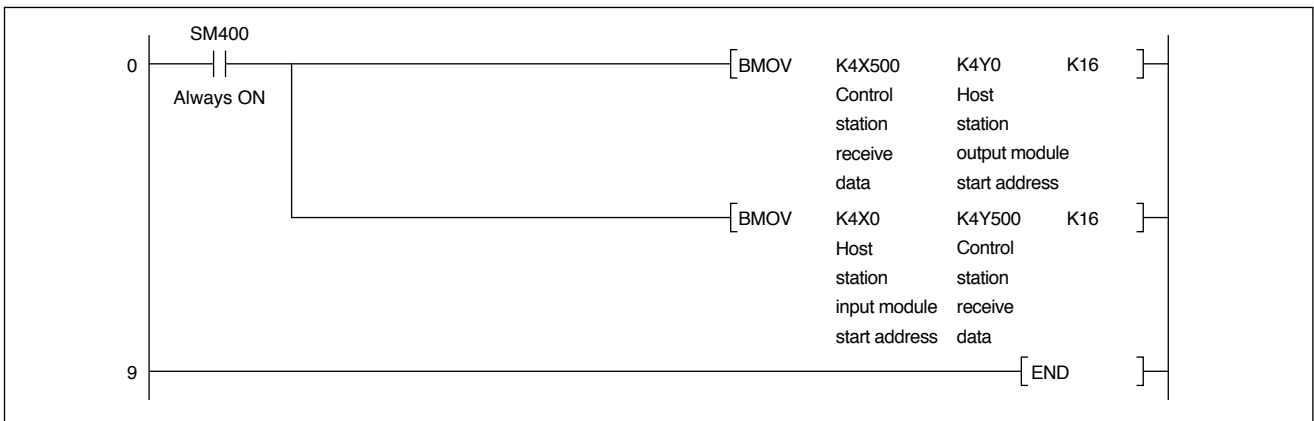 SM400
0 BMOV K4X500 K4Y0 K16
Always ON Control Host
station station
receive output module
data start address
BMOV K4X0 K4Y500 K16
Host Control
station station
input module receive
start address data
9 END